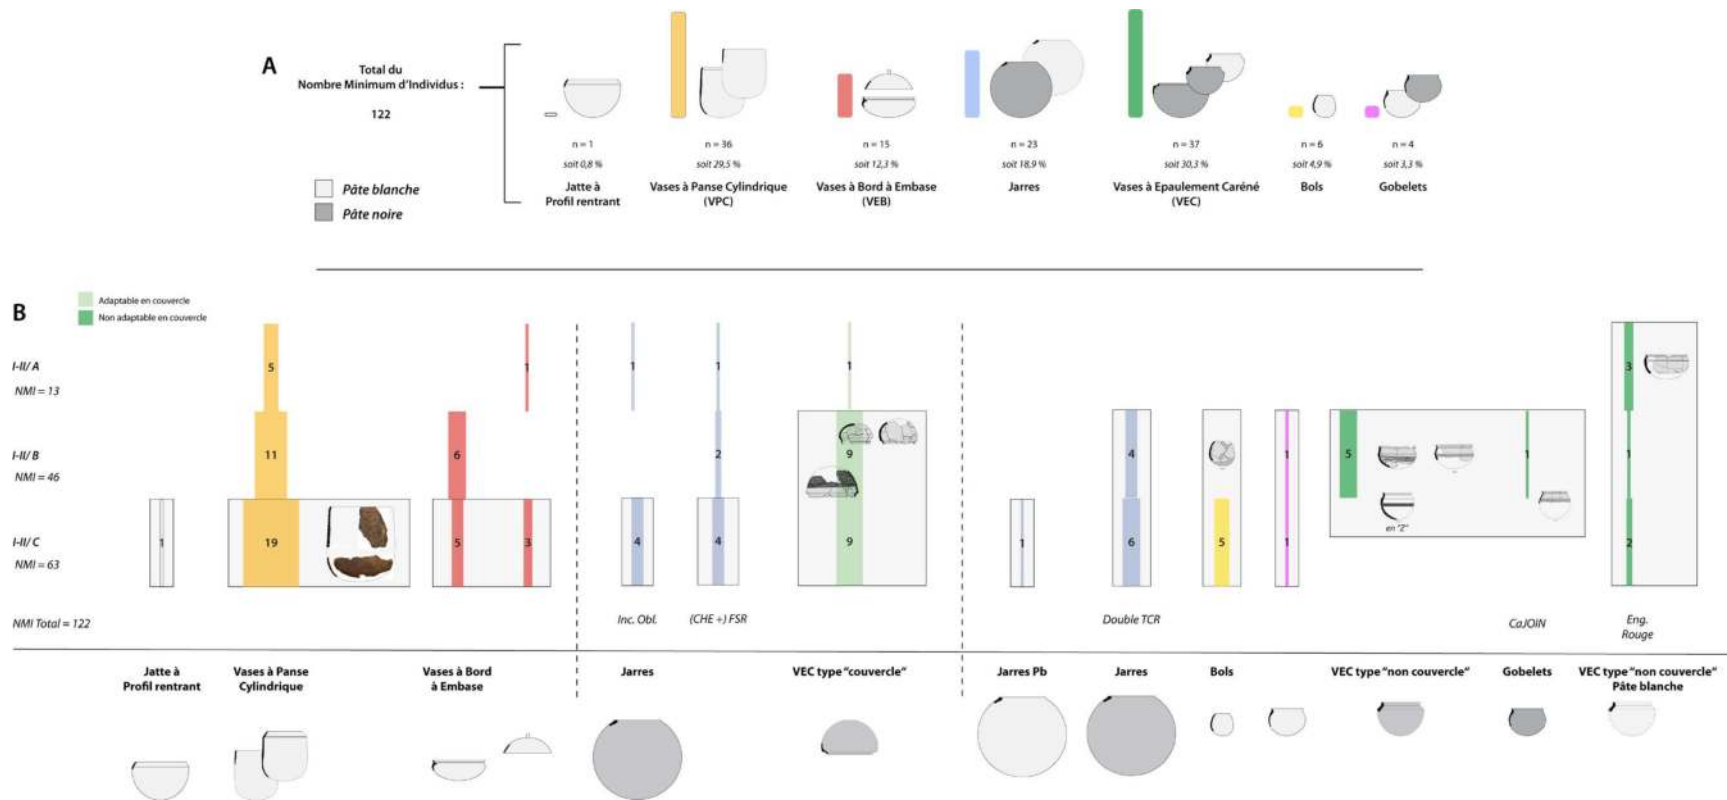 A
Total du
Nombre Minimum d'Individus :
122
Pâte blanche
Pâte noire
n = 1
soit 0,8 %
Jatte à
Profil rentrant
n = 36
soit 29,5 %
Vases à Panse Cylindrique
(VPC)
n = 15
soit 12,3 %
Vases à Bord à Embase
(VEB)
n = 23
soit 18,9 %
Jarres
n = 37
soit 30,3 %
Vases à Epaulement Caréné
(VEC)
n = 6
soit 4,9 %
Bols
n = 4
soit 3,3 %
Gobelets
B
Adaptable en couvercle
Non adaptable en couvercle
I-II/ A
NMI = 13
5
1
1
1
1
3
I-II/ B
NMI = 46
11
6
2
9
4
1
5
1
1
en "Z"
I-II/ C
NMI = 63
1
19
5
3
4
4
9
1
6
5
1
2
NMI Total = 122
Inc. Obl.
(CHE ÷) FSR
Double TCR
CaJOIN
Eng.
Rouge
Jatte à
Profil rentrant
Vases à Panse
Cylindrique
Vases à Bord
à Embase
Jarres
VEC type "couvercle"
Jarres Pb
Jarres
Bols
VEC type "non couvercle"
Gobelets
VEC type "non couvercle"
Pâte blanche